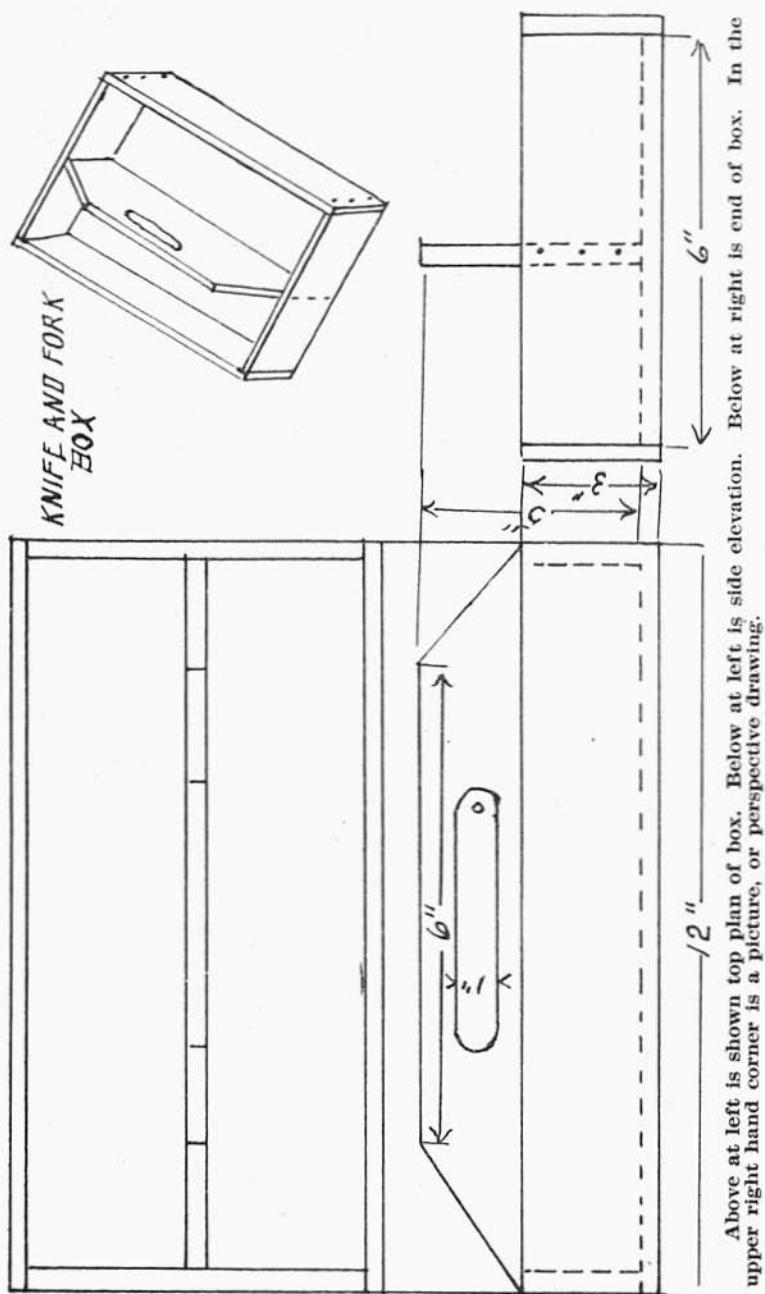 KNIFE AND FORK
BOX
6"
1"
5"
3"
6"
12"
Above at left is shown top plan of box. Below at left is side elevation. Below at right is end of box. In the
upper right hand corner is a picture, or perspective drawing.